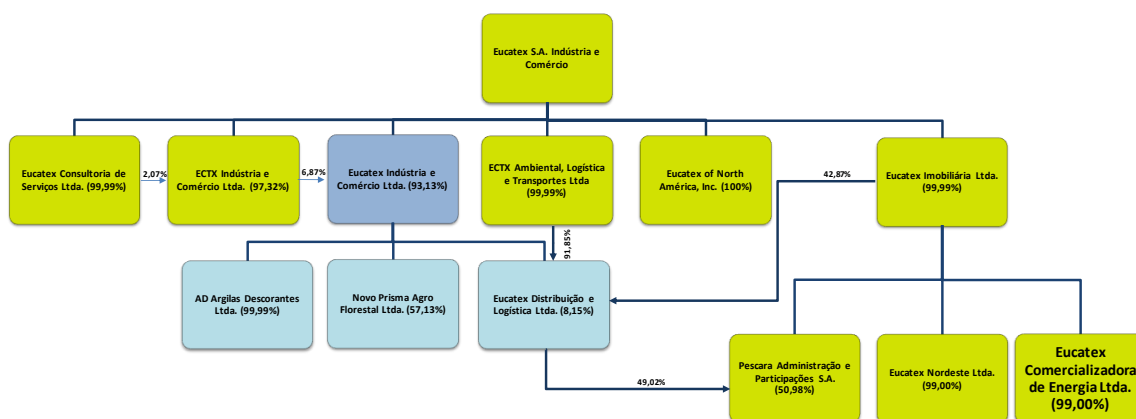 Eucatex S.A. Indústria e
Comércio
Eucatex Consultoria de
Serviços Ltda. (99,99%)
2,07%
ECTX Indústria e
Comércio Ltda. (97,32%)
6,87%
Eucatex Indústria e
Comércio Ltda. (93,13%)
ECTX Ambiental, Logística
e Transportes Ltda
(99,99%)
Eucatex of North
América, Inc. (100%)
42,87%
Eucatex Imobiliária Ltda.
(99,99%)
91,85%
AD Argilas Descorantes
Ltda. (99,99%)
Novo Prisma Agro
Florestal Ltda. (57,13%)
Eucatex Distribuição e
Logística Ltda. (8,15%)
49,02%
Pescara Administração e
Participações S.A.
(50,98%)
Eucatex Nordeste Ltda.
(99,00%)
Eucatex
Comercializadora
de Energia Ltda.
(99,00%)